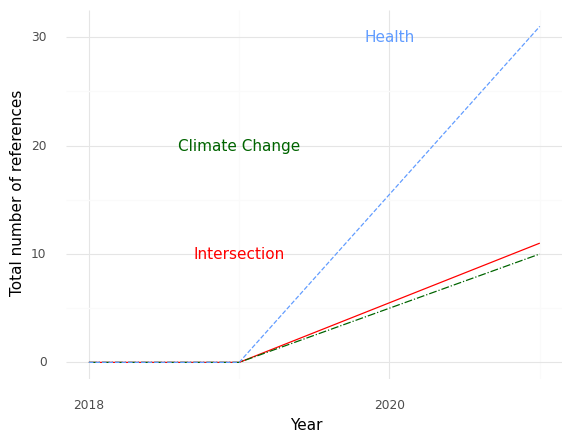 Health
Climate Change
Intersection
Total number of references
30
20
10
0
2018
2020
Year